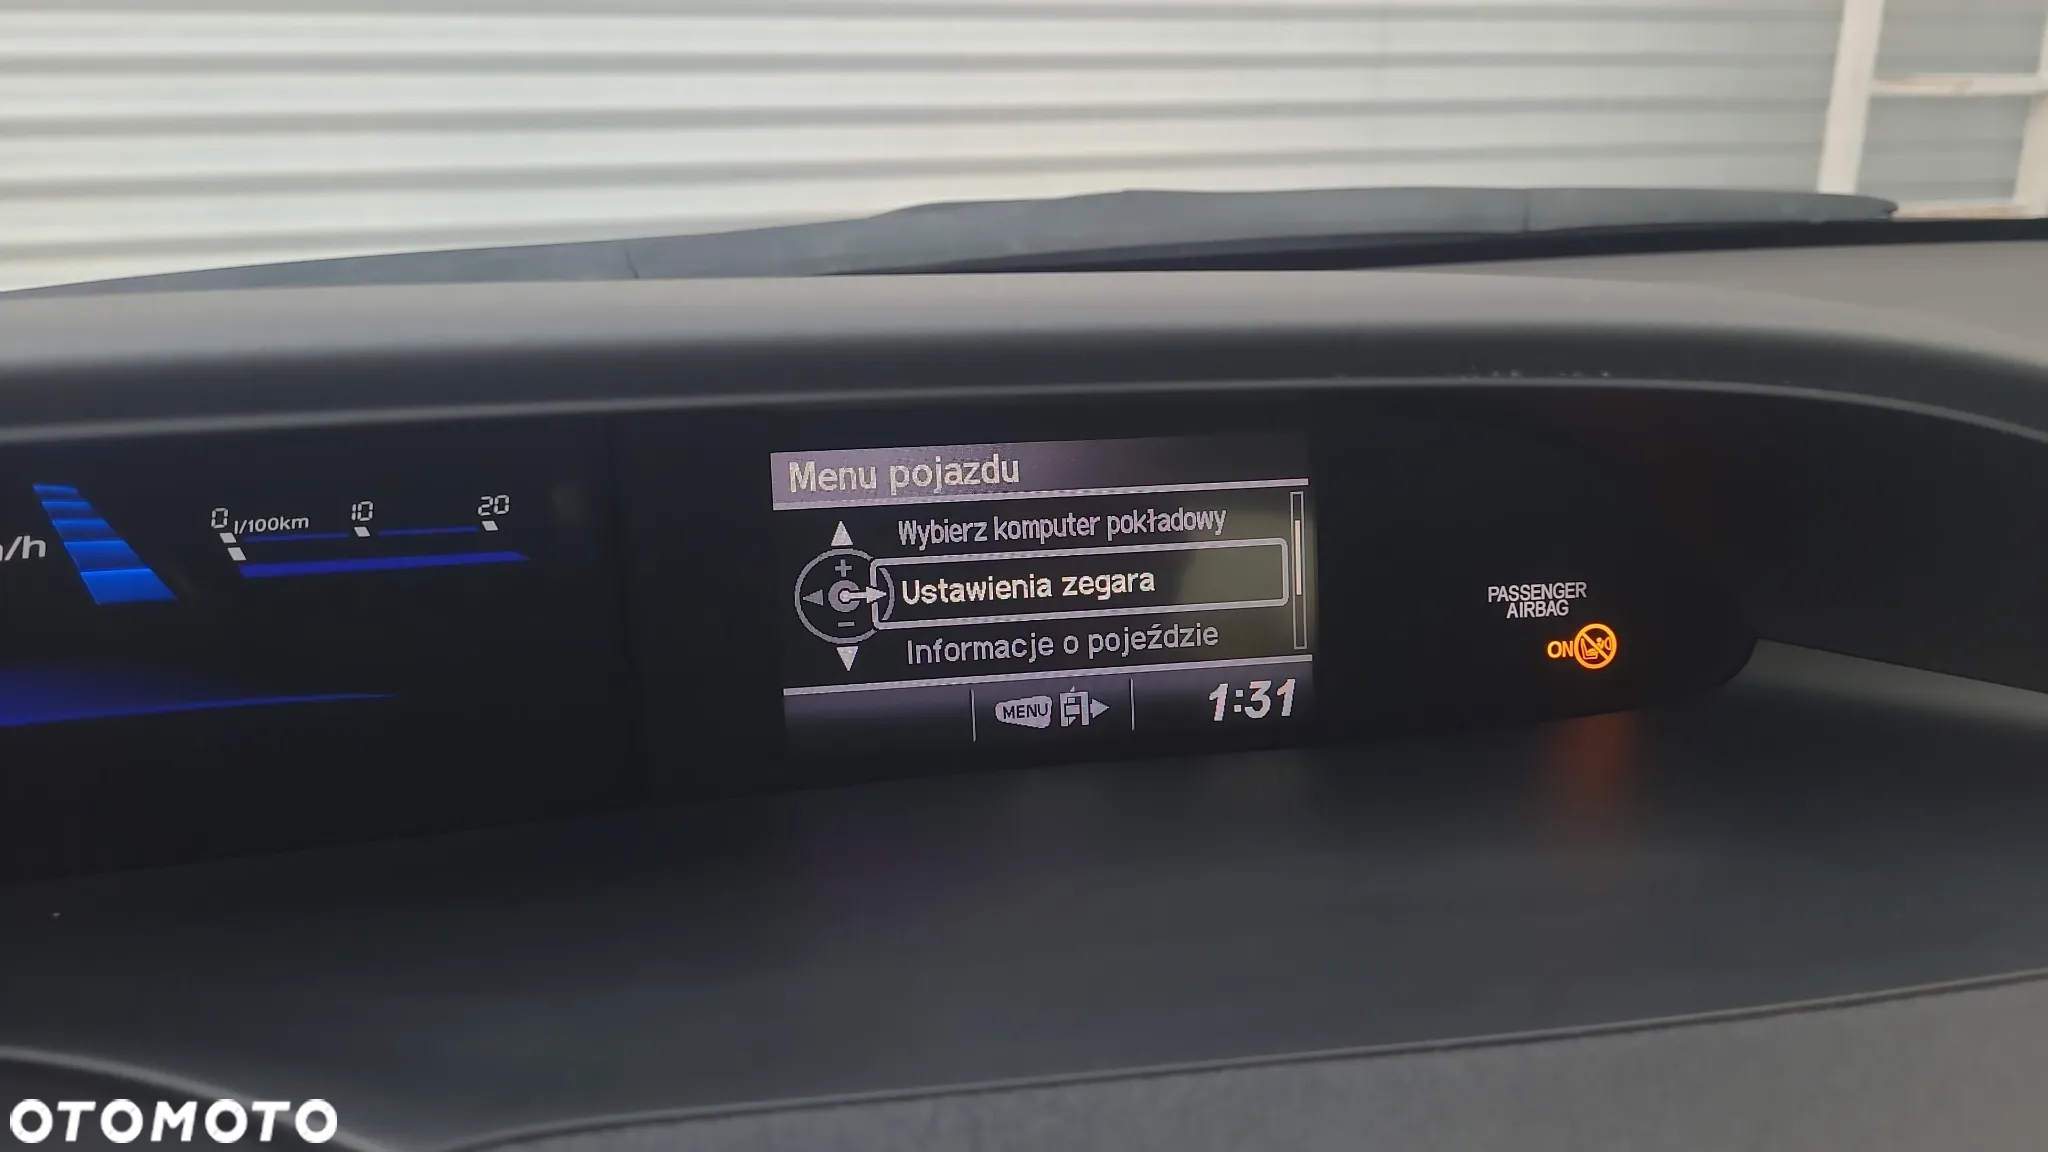 Menu pojazdu
Wybierz komputer pokładowy
Ustawienia zegara
Informacje o pojeździe
MENU
1:31
0 l/100km 10 20
/h
PASSENGER
AIRBAG
ON
OTOMOTO